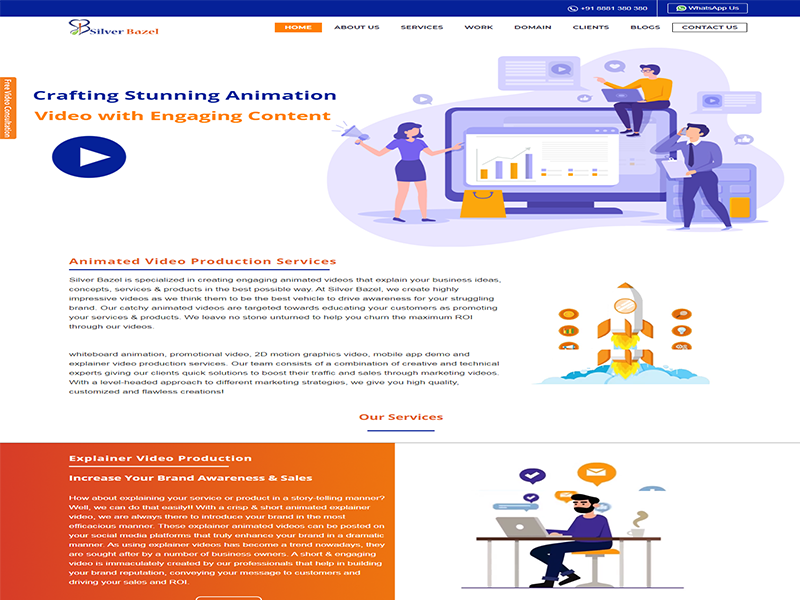 +91 8881 380 380
WhatsApp Us
Silver Bazel
HOME
ABOUT US
SERVICES
WORK
DOMAIN
CLIENTS
BLOGS
CONTACT US
Free Video Consultation
Crafting Stunning Animation
Video with Engaging Content
Animated Video Production Services
Silver Bazel is specialized in creating engaging animated videos that explain your business ideas,
concepts, services & products in the best possible way. At Silver Bazel, we create highly
impressive videos as we think them to be the best vehicle to drive awareness for your struggling
brand. Our catchy animated videos are targeted towards educating your customers as promoting
your services & products. We leave no stone unturned to help you churn the maximum ROI
through our videos.
whiteboard animation, promotional video, 2D motion graphics video, mobile app demo and
explainer video production services. Our team consists of a combination of creative and technical
experts giving our clients quick solutions to boost their traffic and sales through marketing videos.
With a level-headed approach to different marketing strategies, we give you high quality,
customized and flawless creations!
Our Services
Explainer Video Production
Increase Your Brand Awareness & Sales
How about explaining your service or product in a story-telling manner?
Well, we can do that easily!! With a crisp & short animated explainer
video, we are always there to introduce your brand in the most
efficacious manner. These explainer animated videos can be posted on
your social media platforms that truly enhance your brand in a dramatic
manner. As using explainer videos has become a trend nowadays, they
are sought after by a number of business owners. A short & engaging
video is immaculately created by our professionals that help in building
your brand reputation, conveying your message to customers and
driving your sales and ROI.